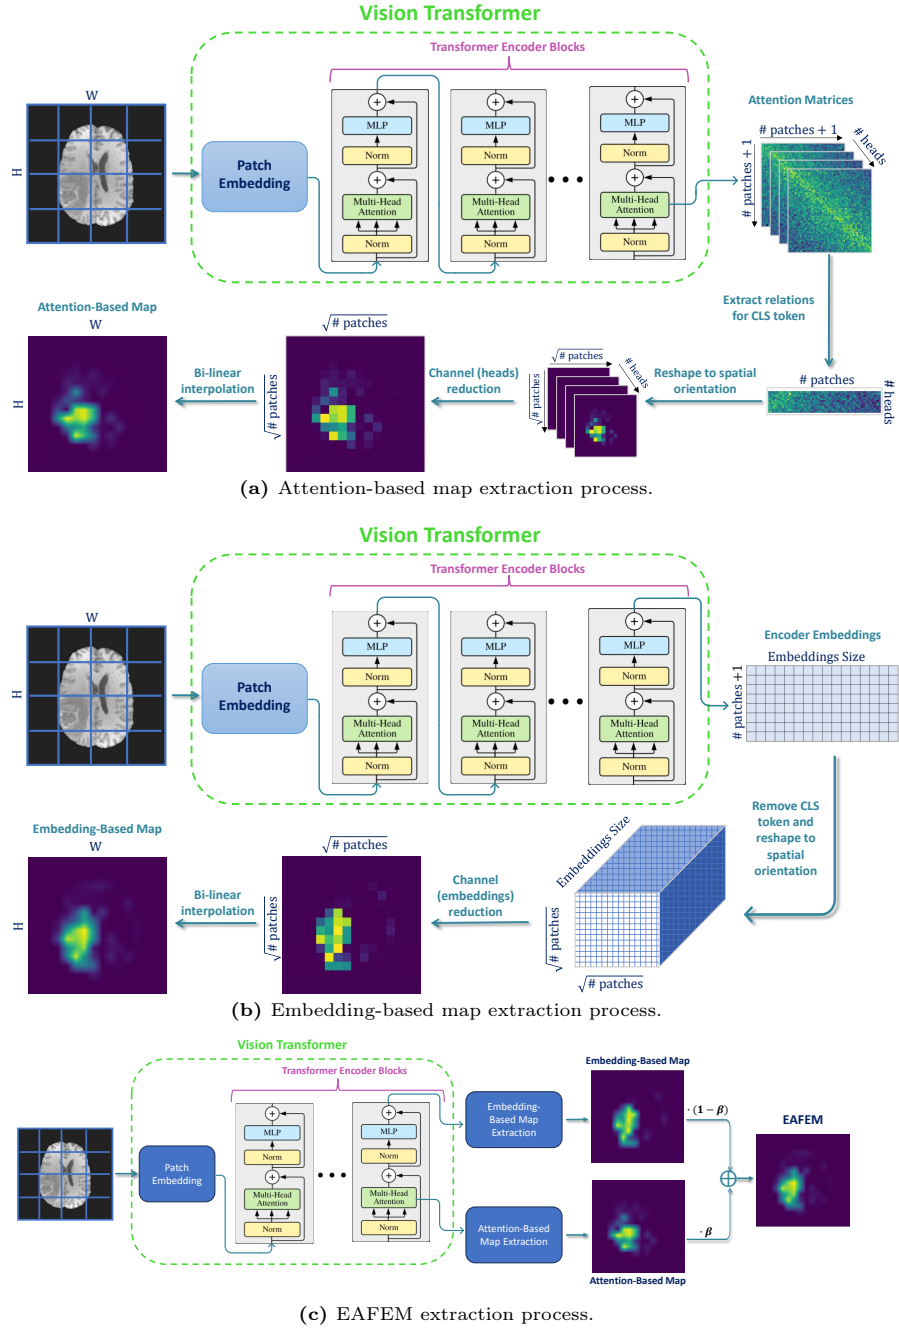 Vision Transformer
Transformer Encoder Blocks
W
H
Patch
Embedding
+
MLP
Norm
+
Multi-Head
Attention
Norm
+
MLP
Norm
+
Multi-Head
Attention
Norm
+
MLP
Norm
+
Multi-Head
Attention
Norm
Attention Matrices
# patches + 1
# patches + 1
# heads
Extract relations
for CLS token
# patches
# heads
Reshape to spatial
orientation
√# patches
√# patches
# heads
Channel (heads)
reduction
√# patches
√# patches
Bi-linear
interpolation
Attention-Based Map
W
H
(a) Attention-based map extraction process.
Vision Transformer
Transformer Encoder Blocks
W
H
Patch
Embedding
+
MLP
Norm
+
Multi-Head
Attention
Norm
+
MLP
Norm
+
Multi-Head
Attention
Norm
+
MLP
Norm
+
Multi-Head
Attention
Norm
Encoder Embeddings
Embeddings Size
# patches + 1
Remove CLS
token and
reshape to
spatial
orientation
Embeddings Size
√# patches
√# patches
Channel
(embeddings)
reduction
√# patches
√# patches
Bi-linear
interpolation
Embedding-Based Map
W
H
(b) Embedding-based map extraction process.
Vision Transformer
Transformer Encoder Blocks
Patch
Embedding
+
MLP
Norm
+
Multi-Head
Attention
Norm
+
MLP
Norm
+
Multi-Head
Attention
Norm
Embedding-
Based Map
Extraction
Attention-Based
Map Extraction
Embedding-Based Map
· (1 − β)
Attention-Based Map
· β
EAFEM
(c) EAFEM extraction process.